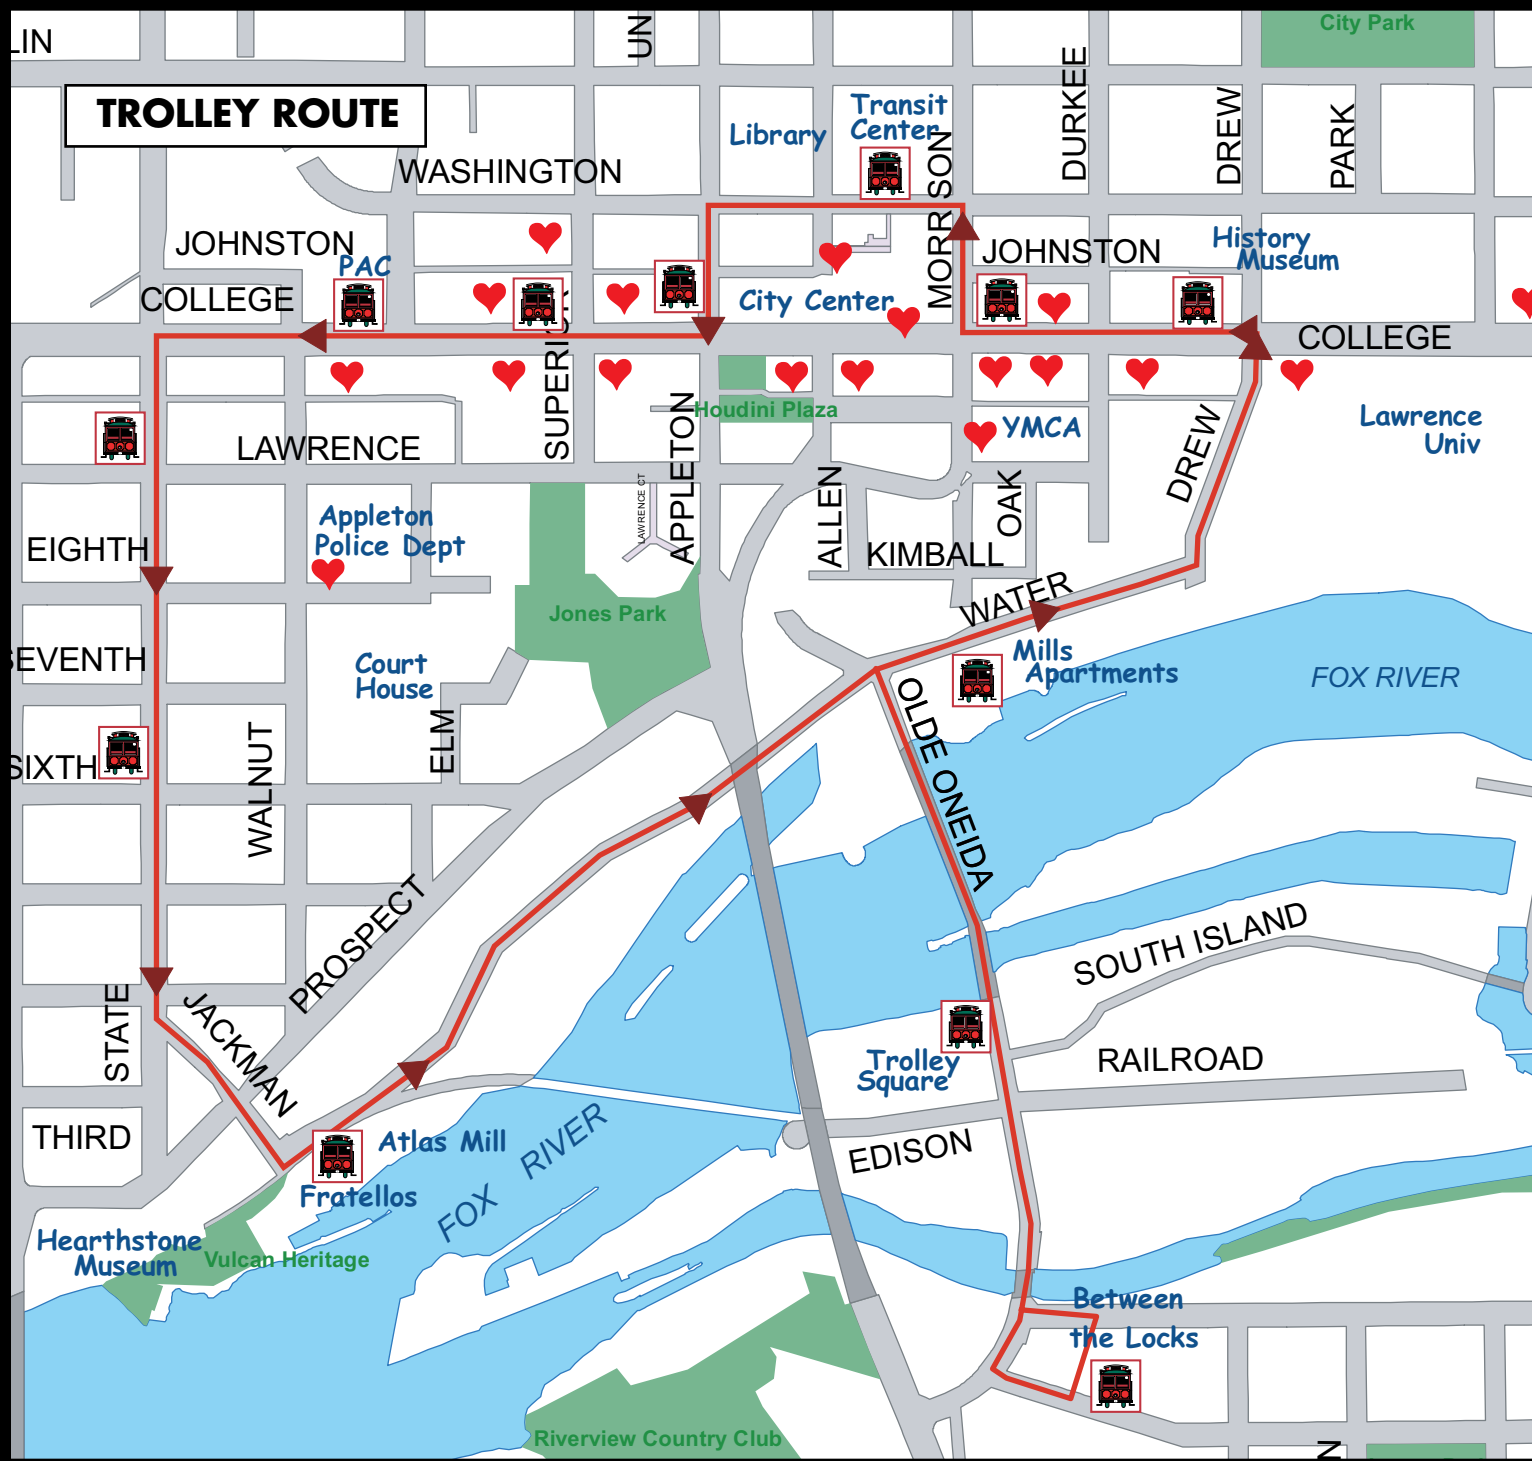 City Park
LIN
UN
TROLLEY ROUTE
DURKEE
DREW
PARK
Transit
Center
Library
MORRISON
WASHINGTON
JOHNSTON
PAC
JOHNSTON
History
Museum
COLLEGE
City Center
SUPERIOR
COLLEGE
Houdini Plaza
APPLETON
YMCA
Lawrence
Univ
LAWRENCE
DREW
LAWRENCE CT
ALLEN
OAK
Appleton
Police Dept
EIGHTH
KIMBALL
WATER
Jones Park
SEVENTH
Court
House
Mills
Apartments
FOX RIVER
OLDE ONEIDA
ELM
WALNUT
SIXTH
PROSPECT
SOUTH ISLAND
STATE
JACKMAN
Trolley
Square
RAILROAD
THIRD
Atlas Mill
FOX RIVER
EDISON
Fratellos
Hearthstone
Museum
Vulcan Heritage
Between
the Locks
Riverview Country Club
N